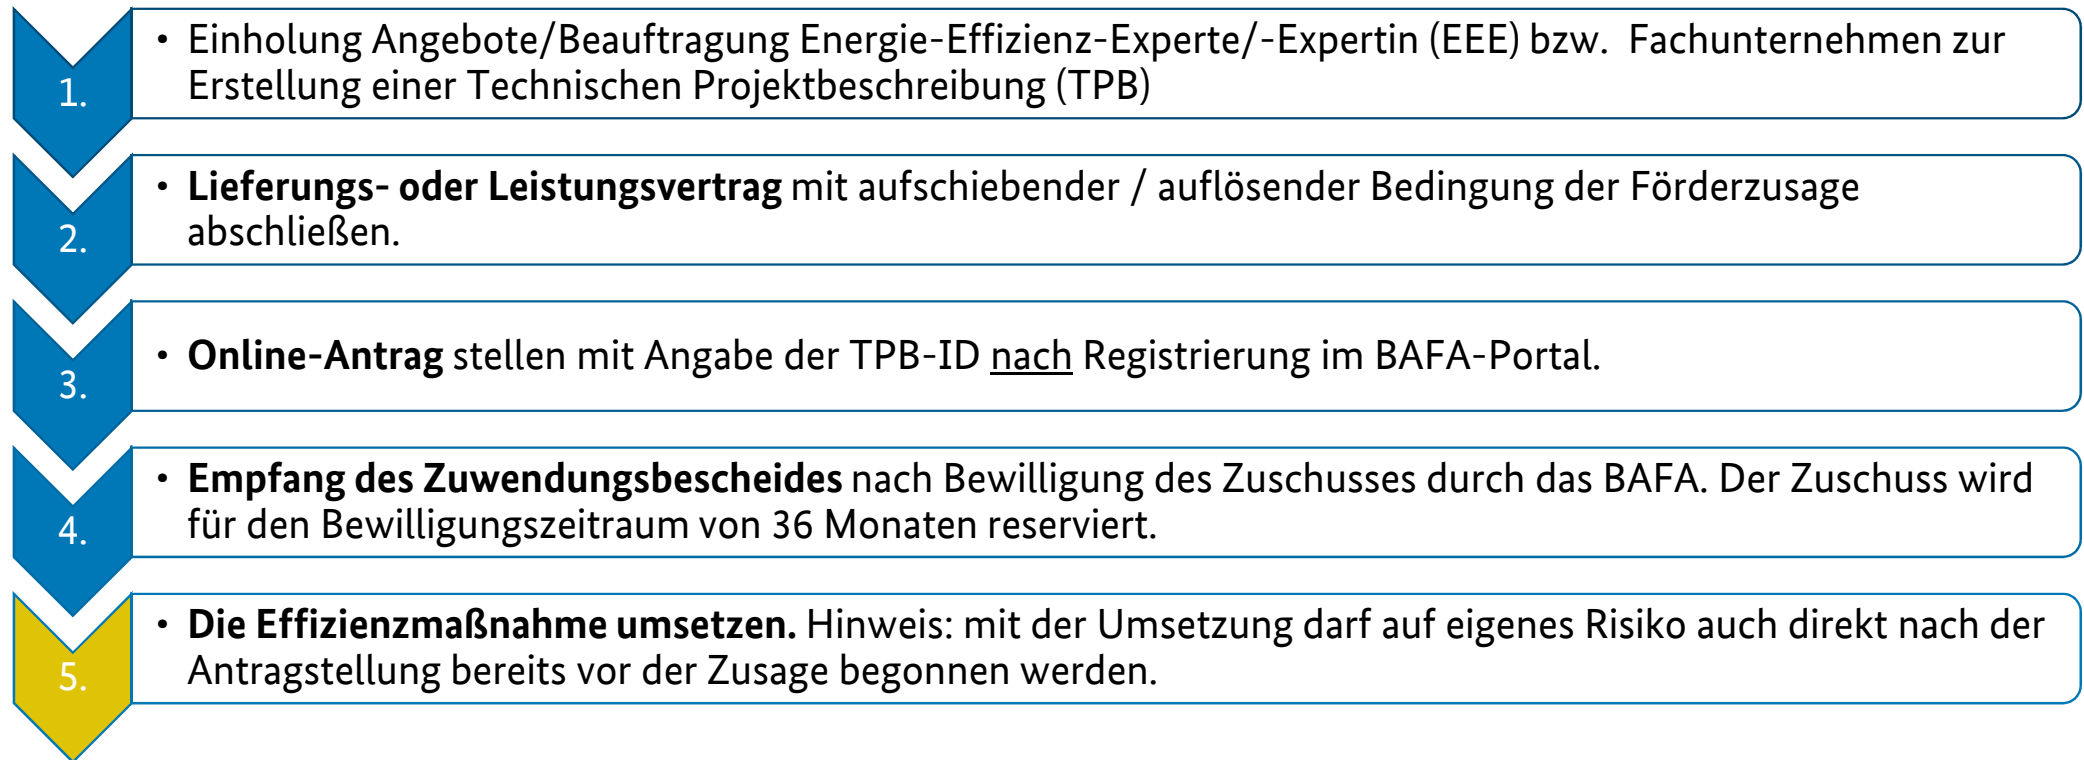 1.
• Einholung Angebote/Beauftragung Energie-Effizienz-Experte/-Expertin (EEE) bzw.  Fachunternehmen zur
Erstellung einer Technischen Projektbeschreibung (TPB)
2.
• Lieferungs- oder Leistungsvertrag mit aufschiebender / auflösender Bedingung der Förderzusage
abschließen.
3.
• Online-Antrag stellen mit Angabe der TPB-ID nach Registrierung im BAFA-Portal.
4.
• Empfang des Zuwendungsbescheides nach Bewilligung des Zuschusses durch das BAFA. Der Zuschuss wird
für den Bewilligungszeitraum von 36 Monaten reserviert.
5.
• Die Effizienzmaßnahme umsetzen. Hinweis: mit der Umsetzung darf auf eigenes Risiko auch direkt nach der
Antragstellung bereits vor der Zusage begonnen werden.